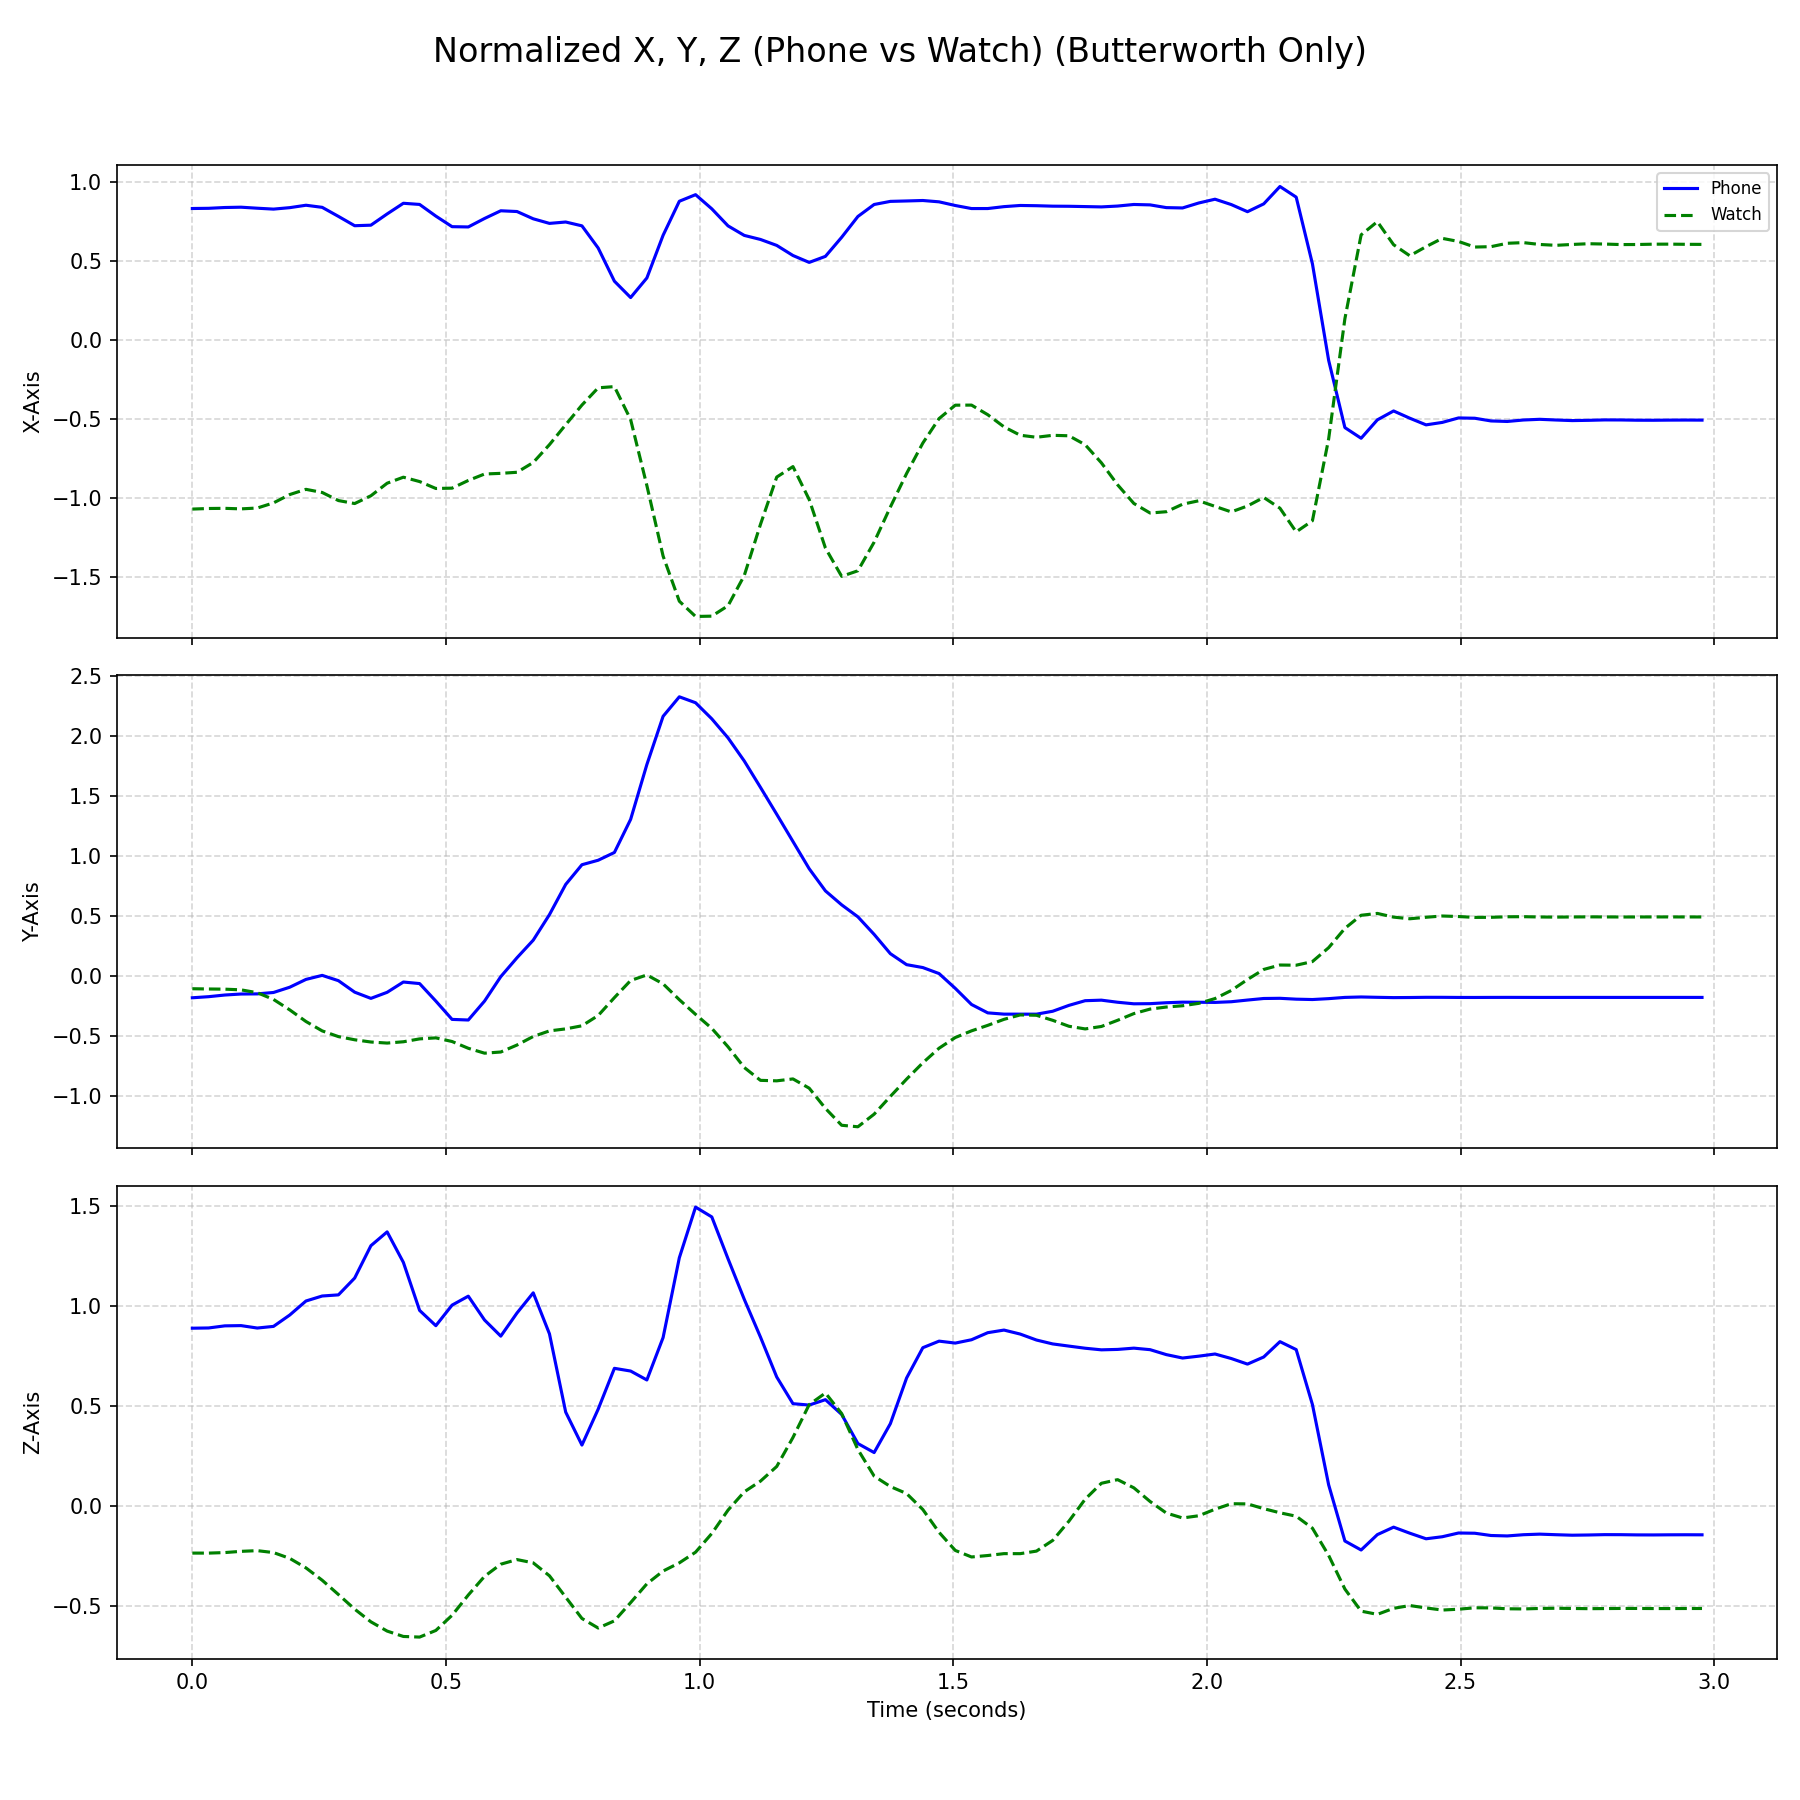 Normalized X, Y, Z (Phone vs Watch) (Butterworth Only)
Phone
Watch
1.0
0.5
0.0
−0.5
−1.0
−1.5
X-Axis
2.5
2.0
1.5
1.0
0.5
0.0
−0.5
−1.0
Y-Axis
1.5
1.0
0.5
0.0
−0.5
Z-Axis
0.0 0.5 1.0 1.5 2.0 2.5 3.0
Time (seconds)